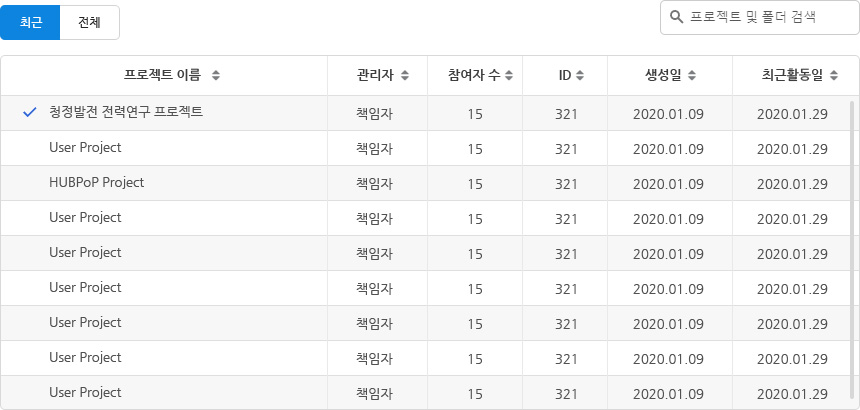 최근 전체 프로젝트 및 폴더 검색
프로젝트 이름 관리자 참여자 수 ID 생성일 최근활동일
청정발전 전력연구 프로젝트 책임자 15 321 2020.01.09 2020.01.29
User Project 책임자 15 321 2020.01.09 2020.01.29
HUBPoP Project 책임자 15 321 2020.01.09 2020.01.29
User Project 책임자 15 321 2020.01.09 2020.01.29
User Project 책임자 15 321 2020.01.09 2020.01.29
User Project 책임자 15 321 2020.01.09 2020.01.29
User Project 책임자 15 321 2020.01.09 2020.01.29
User Project 책임자 15 321 2020.01.09 2020.01.29
User Project 책임자 15 321 2020.01.09 2020.01.29